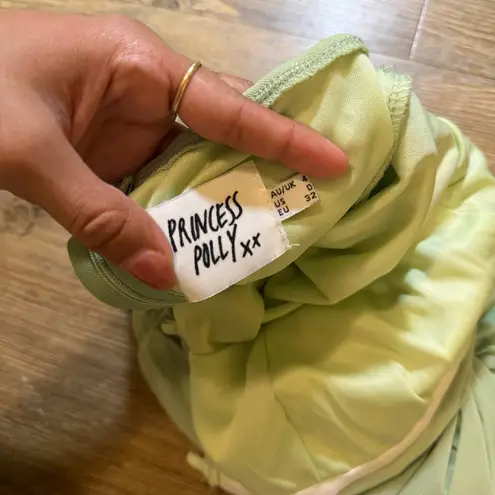 PRINCESS
POLLY xx
AU/UK 4
US 0
EU 32